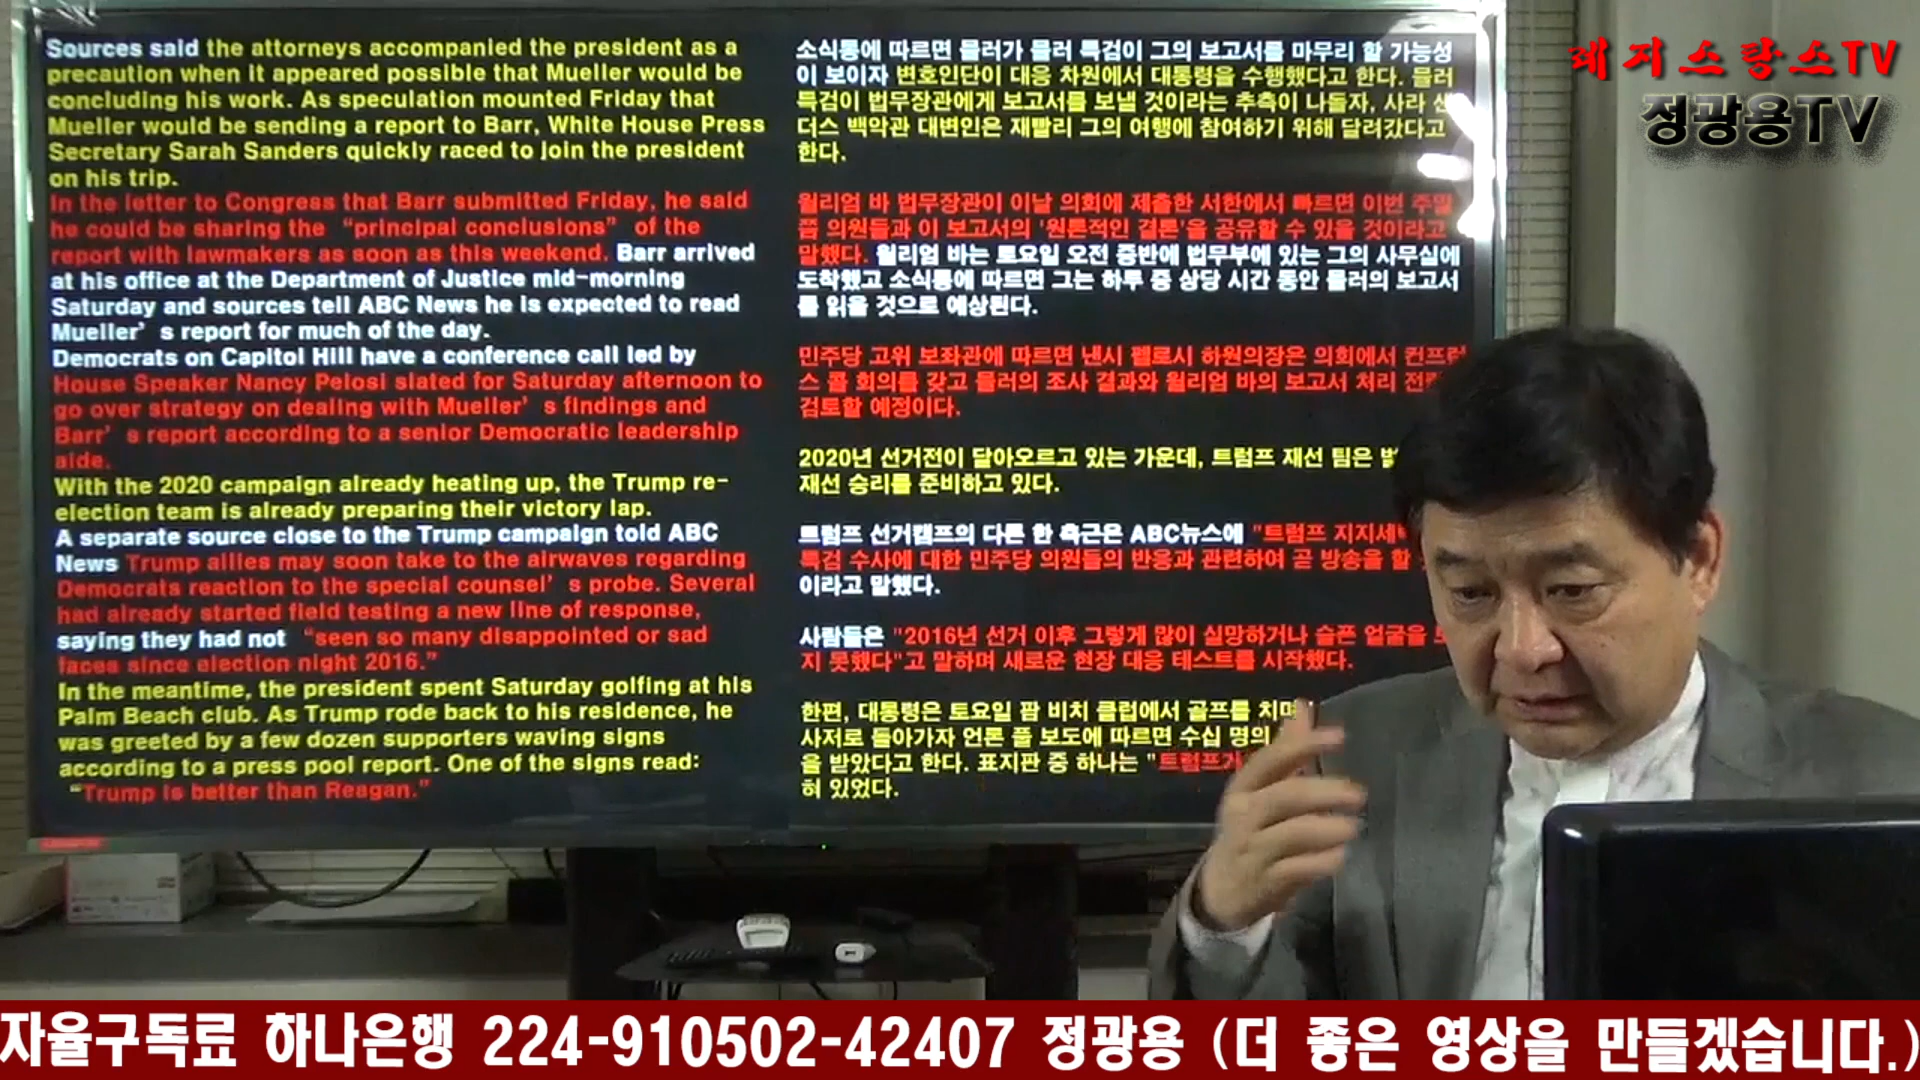 Sources said the attorneys accompanied the president as a
precaution when it appeared possible that Mueller would be
concluding his work. As speculation mounted Friday that
Mueller would be sending a report to Barr, White House Press
Secretary Sarah Sanders quickly raced to join the president
on his trip.
In the letter to Congress that Barr submitted Friday, he said
he could be sharing the “principal conclusions” of the
report with lawmakers as soon as this weekend. Barr arrived
at his office at the Department of Justice mid-morning
Saturday and sources tell ABC News he is expected to read
Mueller’s report for much of the day.
Democrats on Capitol Hill have a conference call led by
House Speaker Nancy Pelosi slated for Saturday afternoon to
go over strategy on dealing with Mueller’s findings and
Barr’s report according to a senior Democratic leadership
aide.
With the 2020 campaign already heating up, the Trump re-
election team is already preparing their victory lap.
A separate source close to the Trump campaign told ABC
News Trump allies may soon take to the airwaves regarding
Democrats reaction to the special counsel’s probe. Several
had already started field testing a new line of response,
saying they had not “seen so many disappointed or sad
faces since election night 2016.”
In the meantime, the president spent Saturday golfing at his
Palm Beach club. As Trump rode back to his residence, he
was greeted by a few dozen supporters waving signs
according to a press pool report. One of the signs read:
“Trump is better than Reagan.”
소식통에 따르면 뮬러가 뮬러 특검이 그의 보고서를 마무리 할 가능성
이 보이자 변호인단이 대응 차원에서 대통령을 수행했다고 한다. 뮬러
특검이 법무장관에게 보고서를 보낼 것이라는 추측이 나돌자, 사라 샌
더스 백악관 대변인은 재빨리 그의 여행에 참여하기 위해 달려갔다고
한다.
윌리엄 바 법무장관이 이날 의회에 제출한 서한에서 빠르면 이번 주말
쯤 의원들과 이 보고서의 '원론적인 결론'을 공유할 수 있을 것이라고
말했다. 윌리엄 바는 토요일 오전 중반에 법무부에 있는 그의 사무실에
도착했고 소식통에 따르면 그는 하루 중 상당 시간 동안 뮬러의 보고서
를 읽을 것으로 예상된다.
민주당 고위 보좌관에 따르면 낸시 펠로시 하원의장은 의회에서 컨프런
스 콜 회의를 갖고 뮬러의 조사 결과와 윌리엄 바의 보고서 처리
검토할 예정이다.
2020년 선거전이 달아오르고 있는 가운데, 트럼프 재선 팀은
재선 승리를 준비하고 있다.
트럼프 선거캠프의 다른 한 측근은 ABC뉴스에 "트럼프
특검 수사에 대한 민주당 의원들의 반응과 관련하여 곧 방송을 할
이라고 말했다.
사람들은 "2016년 선거 이후 그렇게 많이 실망하거나 슬픈 얼굴을
지 못했다"고 말하며 새로운 현장 대응 테스트를 시작했다.
한편, 대통령은 토요일 팜 비치 클럽에서 골프를 치며
사저로 돌아가자 언론 풀 보도에 따르면 수십 명의
을 받았다고 한다. 표지판 중 하나는
혀 있었다.
레지스탕스TV
정광용TV
자율구독료 하나은행 224-910502-42407 정광용 (더 좋은 영상을 만들겠습니다.)